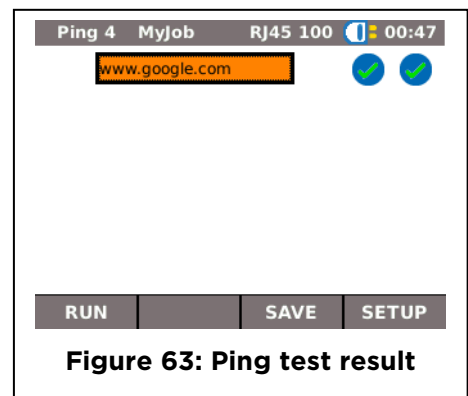 Ping 4 MyJob RJ45 100 00:47
www.google.com
RUN SAVE SETUP
Figure 63: Ping test result